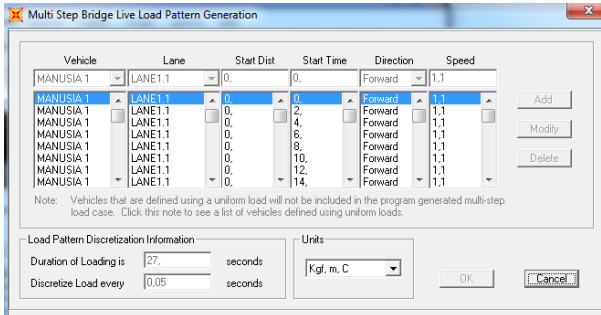 Multi Step Bridge Live Load Pattern Generation
Vehicle Lane Start Dist Start Time Direction Speed
MANUSIA 1 LANE1.1 0, 0, Forward 1,1
MANUSIA 1 LANE1.1 0, 0, Forward 1,1
MANUSIA 1 LANE1.1 0, 2, Forward 1,1
MANUSIA 1 LANE1.1 0, 4, Forward 1,1
MANUSIA 1 LANE1.1 0, 6, Forward 1,1
MANUSIA 1 LANE1.1 0, 8, Forward 1,1
MANUSIA 1 LANE1.1 0, 10, Forward 1,1
MANUSIA 1 LANE1.1 0, 12, Forward 1,1
MANUSIA 1 LANE1.1 0, 14, Forward 1,1
Add
Modify
Delete
Note: Vehicles that are defined using a uniform load will not be included in the program generated multi-step
load case. Click this note to see a list of vehicles defined using uniform loads.
Load Pattern Discretization Information
Duration of Loading is 27, seconds
Discretize Load every 0,05 seconds
Units
Kgf, m, C
OK
Cancel